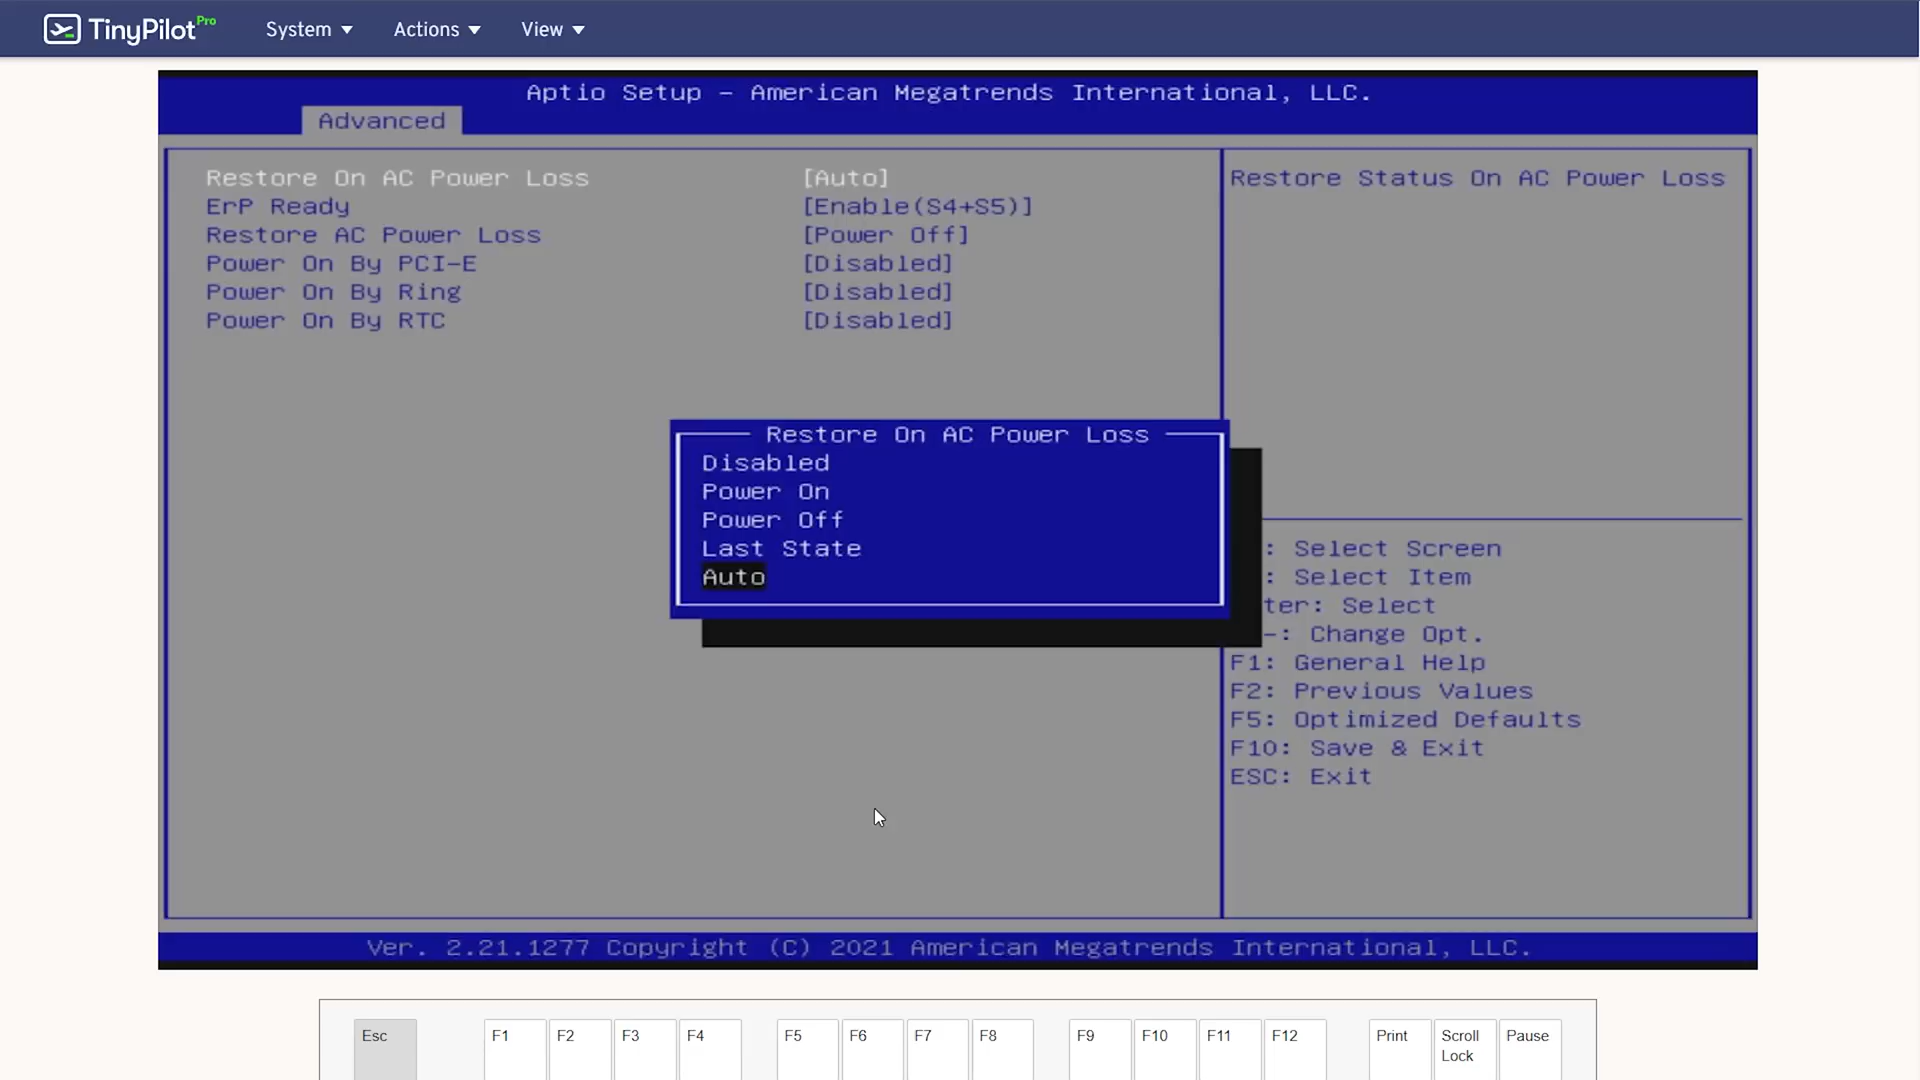 TinyPilot Pro
System Actions View
Aptio Setup – American Megatrends International, LLC.
Advanced
Restore On AC Power Loss [Auto]
ErP Ready [Enable(S4+S5)]
Restore AC Power Loss [Power Off]
Power On By PCI-E [Disabled]
Power On By Ring [Disabled]
Power On By RTC [Disabled]
Restore Status On AC Power Loss
Restore On AC Power Loss
Disabled
Power On
Power Off
Last State
Auto
: Select Screen
: Select Item
ter: Select
-: Change Opt.
F1: General Help
F2: Previous Values
F5: Optimized Defaults
F10: Save & Exit
ESC: Exit
Ver. 2.21.1277 Copyright (C) 2021 American Megatrends International, LLC.
Esc F1 F2 F3 F4 F5 F6 F7 F8 F9 F10 F11 F12 Print Scroll Pause
Lock